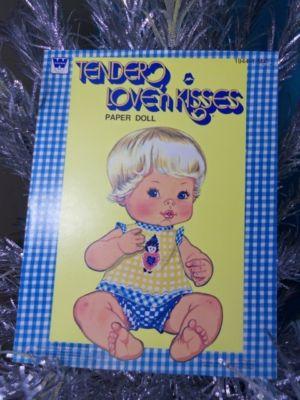 TENDER
LOVE'N KISSES
PAPER DOLL